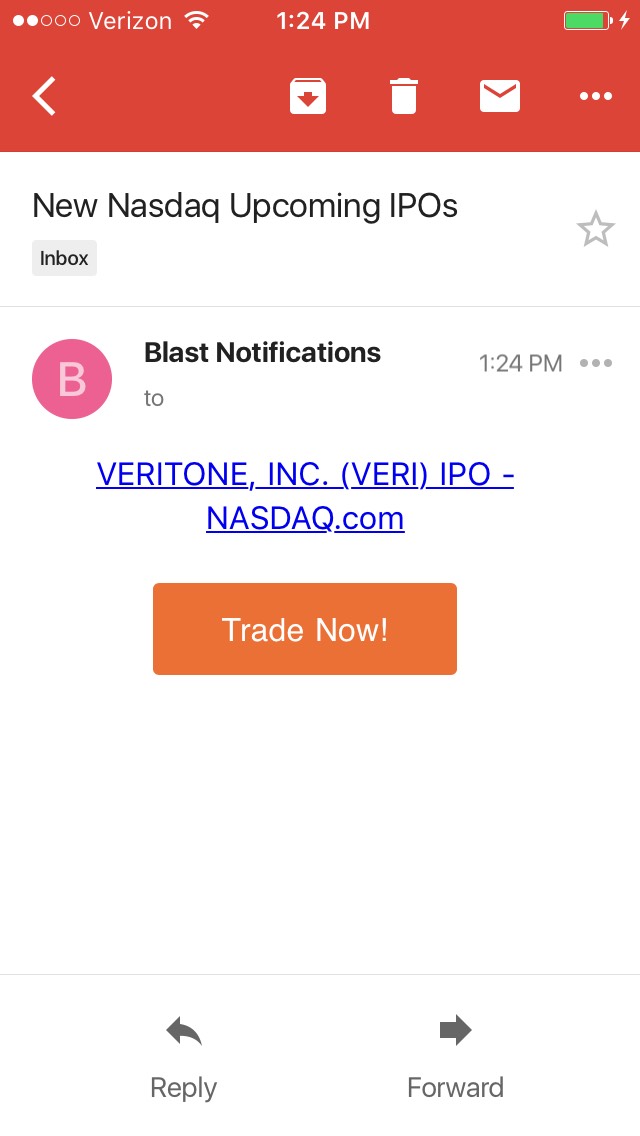 Verizon 1:24 PM
New Nasdaq Upcoming IPOs
Inbox
B
Blast Notifications
1:24 PM
to
VERITONE, INC. (VERI) IPO -
NASDAQ.com
Trade Now!
Reply Forward